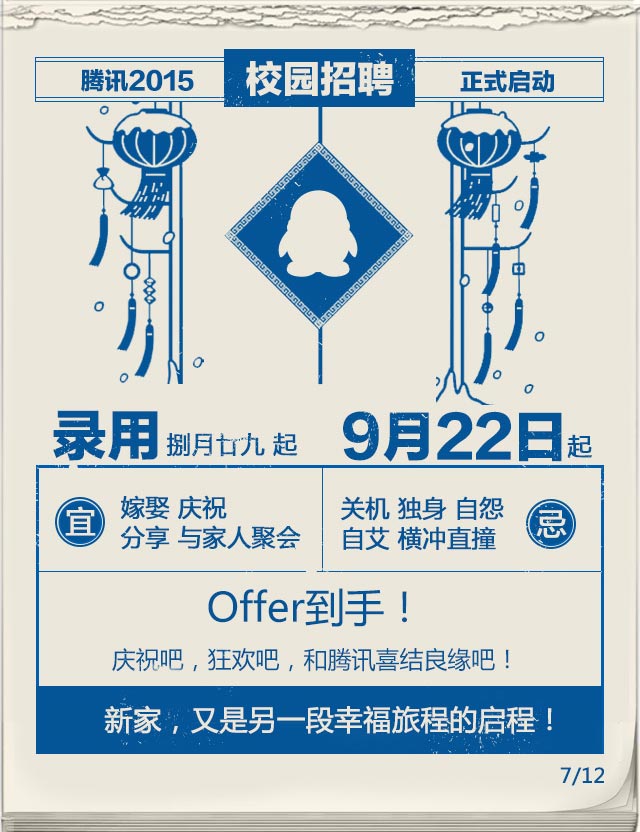 腾讯2015 校园招聘 正式启动
录用 捌月廿九 起 9月22日起
宜 嫁娶 庆祝
分享 与家人聚会
关机 独身 自怨
自艾 横冲直撞 忌
Offer到手！
庆祝吧，狂欢吧，和腾讯喜结良缘吧！
新家，又是另一段幸福旅程的启程！
7/12